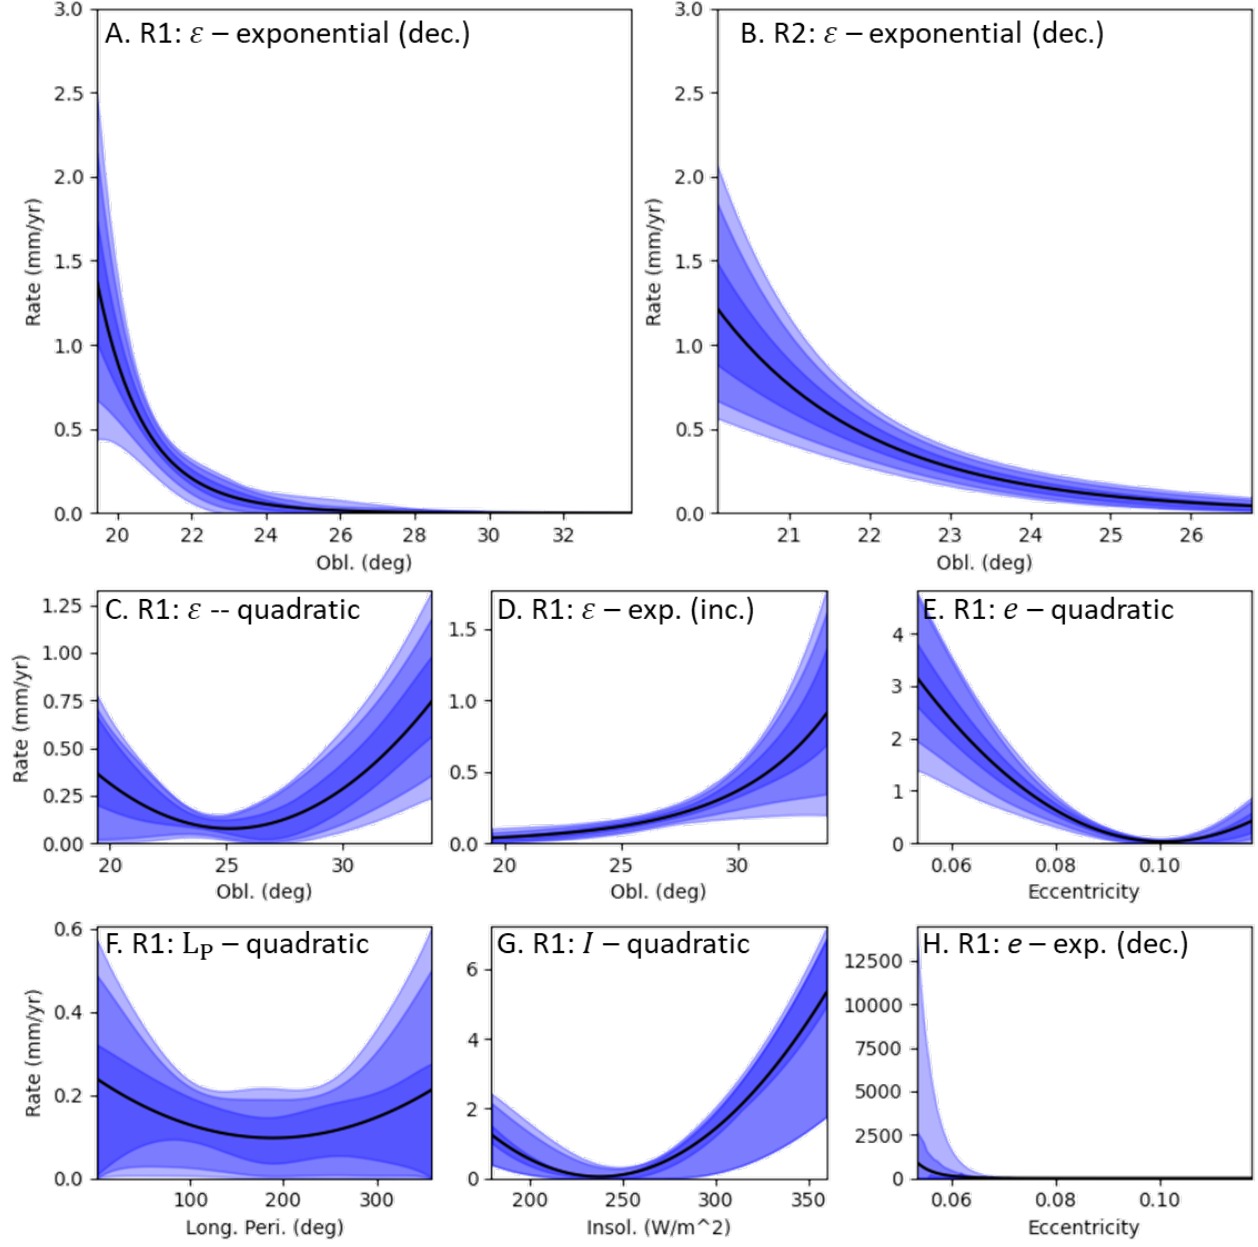 A. R1: ε – exponential (dec.)
3.0
2.5
2.0
1.5
1.0
0.5
0.0
Rate (mm/yr)
20 22 24 26 28 30 32
Obl. (deg)
B. R2: ε – exponential (dec.)
3.0
2.5
2.0
1.5
1.0
0.5
0.0
Rate (mm/yr)
21 22 23 24 25 26
Obl. (deg)
C. R1: ε -- quadratic
1.25
1.00
0.75
0.50
0.25
0.00
Rate (mm/yr)
20 25 30
Obl. (deg)
D. R1: ε – exp. (inc.)
1.5
1.0
0.5
0.0
20 25 30
Obl. (deg)
E. R1: e – quadratic
4
3
2
1
0
0.06 0.08 0.10
Eccentricity
F. R1: L_P – quadratic
0.6
0.4
0.2
0.0
Rate (mm/yr)
100 200 300
Long. Peri. (deg)
G. R1: I – quadratic
6
4
2
0
200 250 300 350
Insol. (W/m^2)
H. R1: e – exp. (dec.)
12500
10000
7500
5000
2500
0
0.06 0.08 0.10
Eccentricity